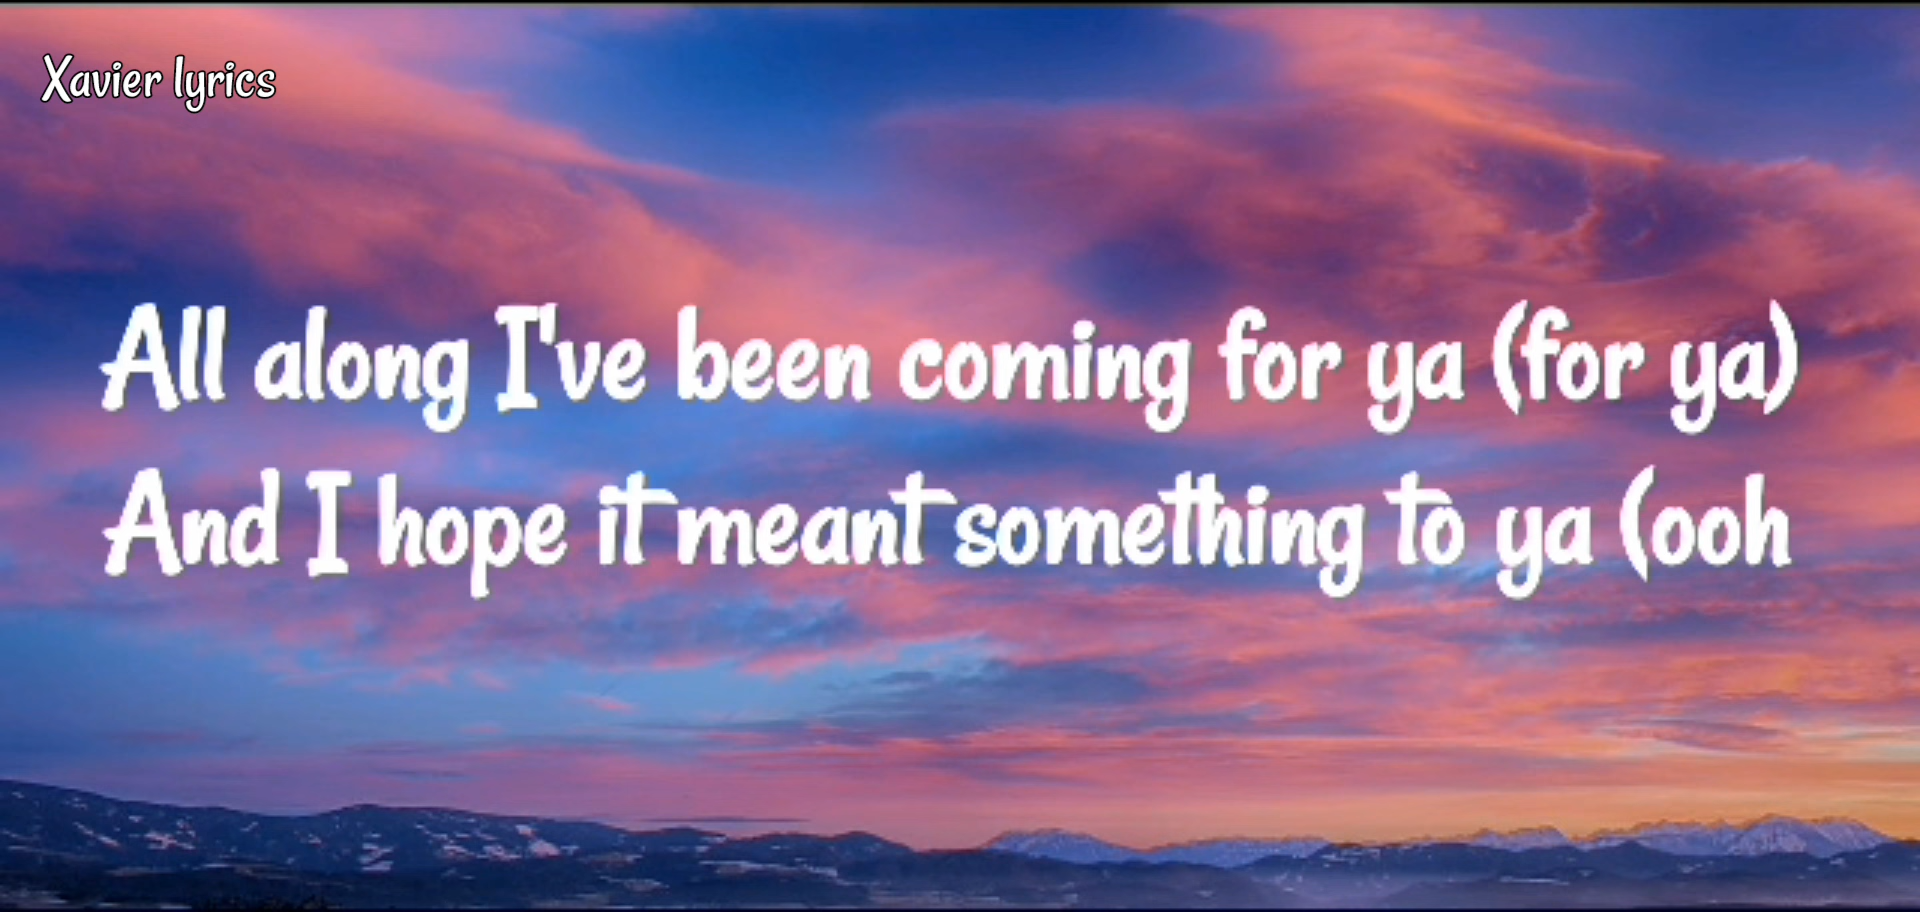 Xavier lyrics
All along I've been coming for ya (for ya)
And I hope it meant something to ya (ooh